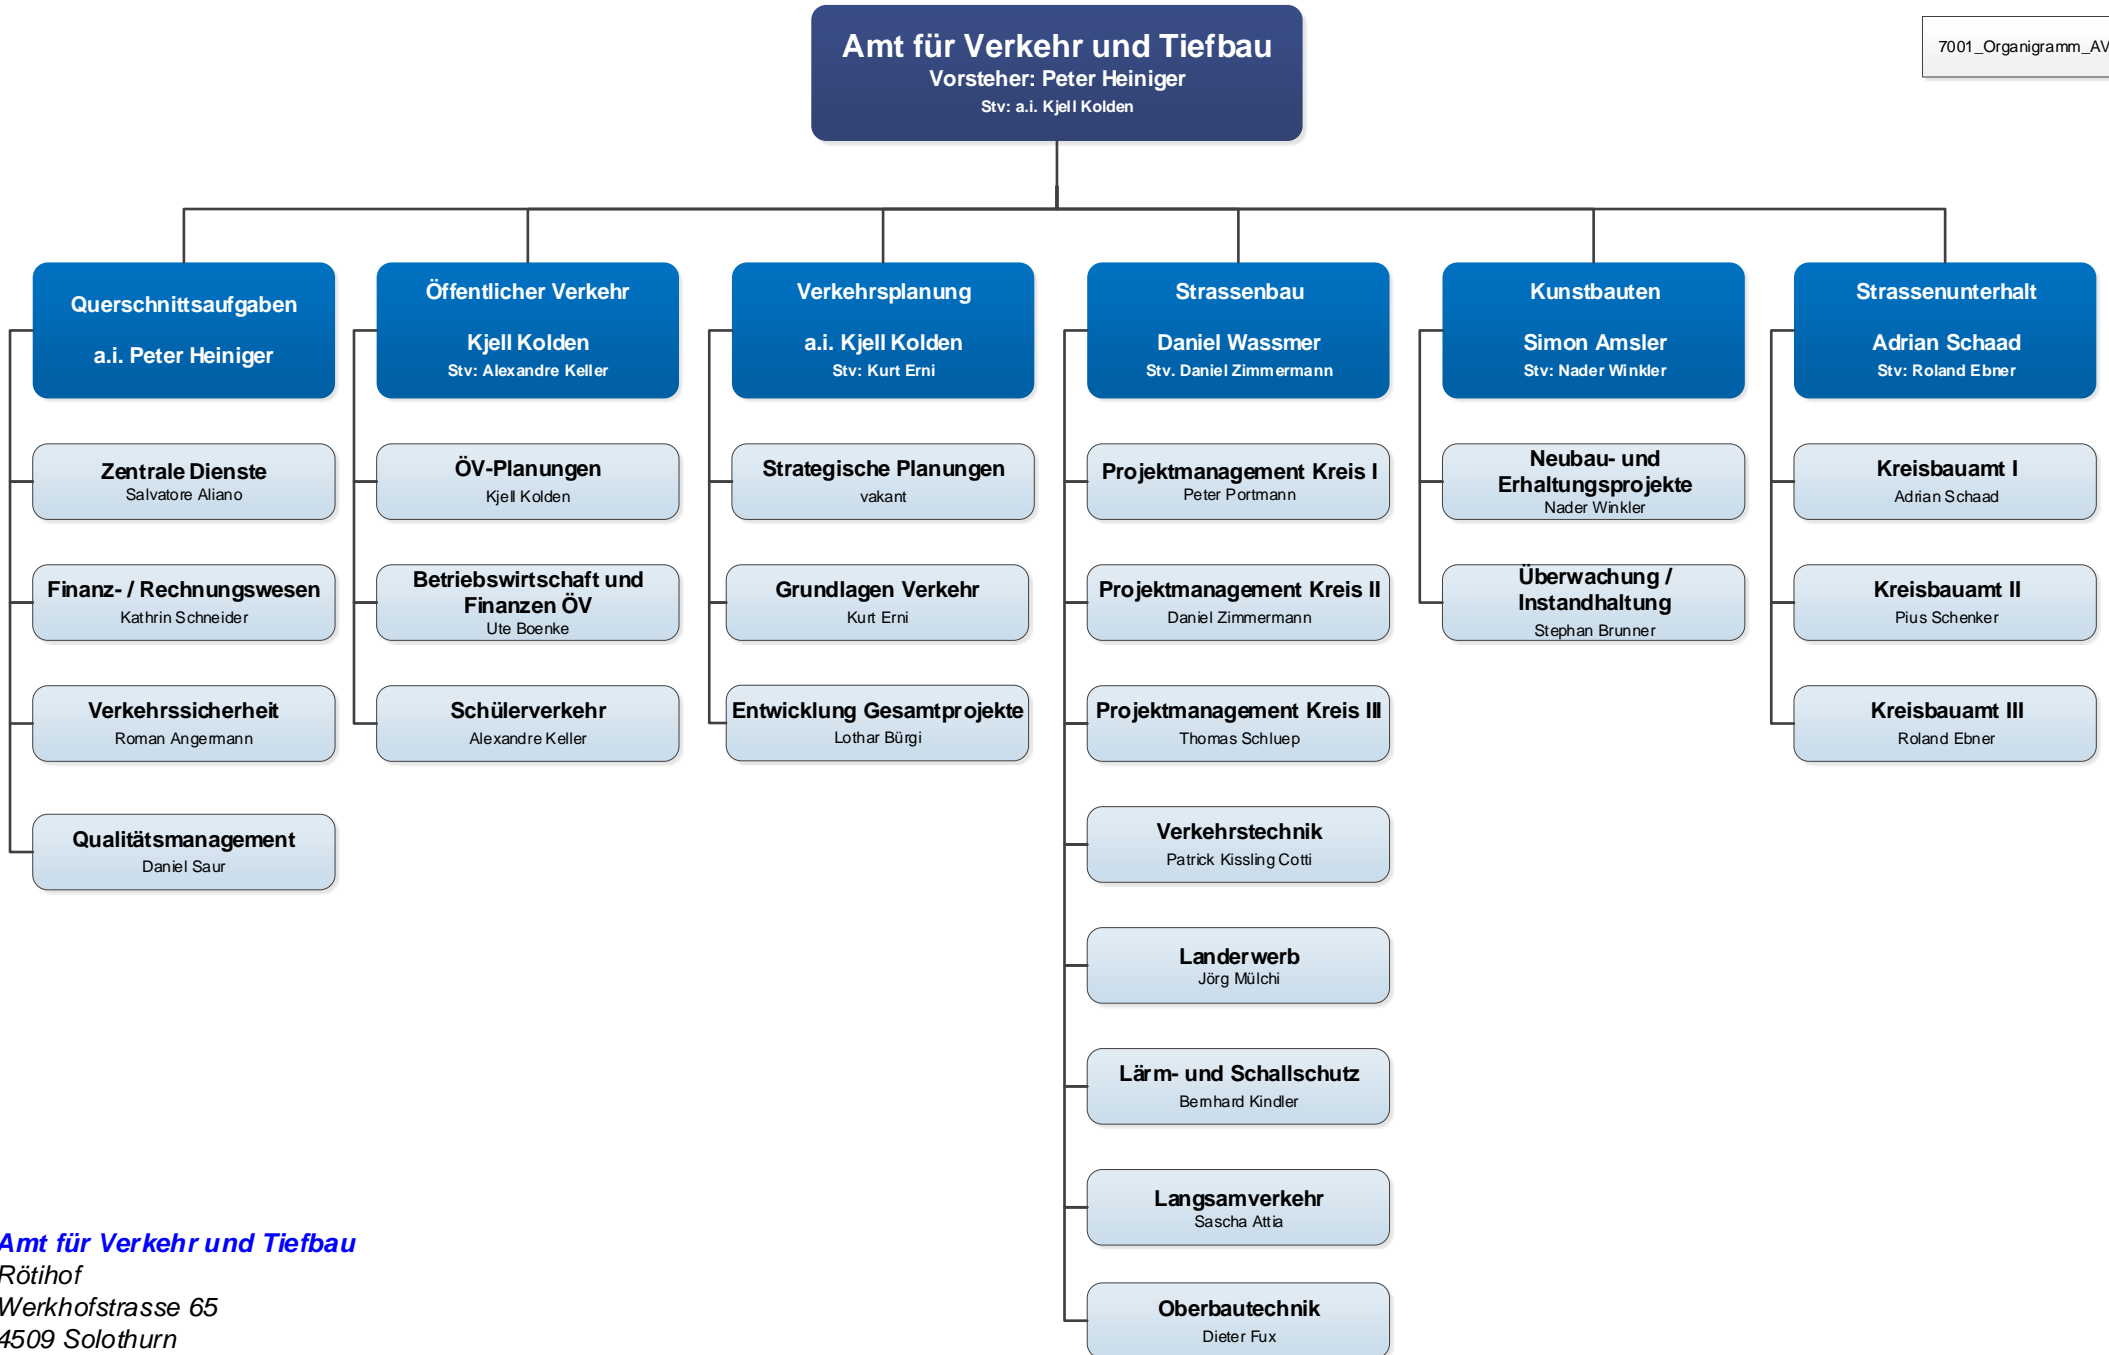 Amt für Verkehr und Tiefbau
Vorsteher: Peter Heiniger
Stv: a.i. Kjell Kolden
7001_Organigramm_AV
Querschnittsaufgaben
a.i. Peter Heiniger
Zentrale Dienste
Salvatore Aliano
Finanz- / Rechnungswesen
Kathrin Schneider
Verkehrssicherheit
Roman Angermann
Qualitätsmanagement
Daniel Saur
Öffentlicher Verkehr
Kjell Kolden
Stv: Alexandre Keller
ÖV-Planungen
Kjell Kolden
Betriebswirtschaft und
Finanzen ÖV
Ute Boenke
Schülerverkehr
Alexandre Keller
Verkehrsplanung
a.i. Kjell Kolden
Stv: Kurt Erni
Strategische Planungen
vakant
Grundlagen Verkehr
Kurt Erni
Entwicklung Gesamtprojekte
Lothar Bürgi
Strassenbau
Daniel Wassmer
Stv. Daniel Zimmermann
Projektmanagement Kreis I
Peter Portmann
Projektmanagement Kreis II
Daniel Zimmermann
Projektmanagement Kreis III
Thomas Schluep
Verkehrstechnik
Patrick Kissling Cotti
Landerwerb
Jörg Mülchi
Lärm- und Schallschutz
Bernhard Kindler
Langsamverkehr
Sascha Attia
Oberbautechnik
Dieter Fux
Kunstbauten
Simon Amsler
Stv: Nader Winkler
Neubau- und
Erhaltungsprojekte
Nader Winkler
Überwachung /
Instandhaltung
Stephan Brunner
Strassenunterhalt
Adrian Schaad
Stv: Roland Ebner
Kreisbauamt I
Adrian Schaad
Kreisbauamt II
Pius Schenker
Kreisbauamt III
Roland Ebner
Amt für Verkehr und Tiefbau
Rötihof
Werkhofstrasse 65
4509 Solothurn